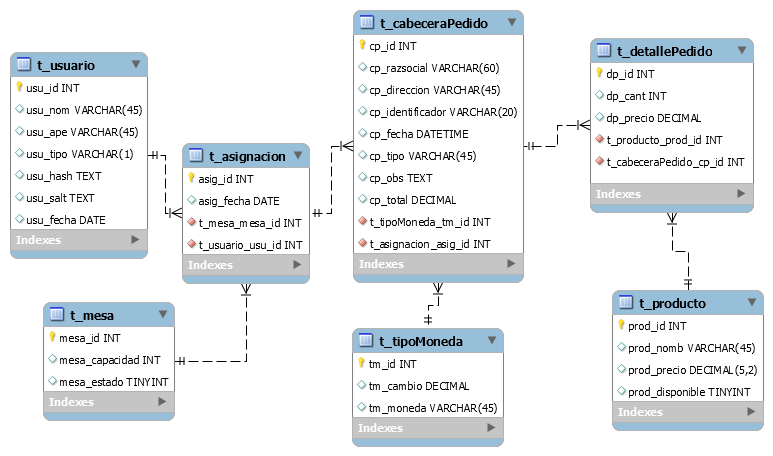 t_usuario
usu_id INT
usu_nom VARCHAR(45)
usu_ape VARCHAR(45)
usu_tipo VARCHAR(1)
usu_hash TEXT
usu_salt TEXT
usu_fecha DATE
Indexes
t_asignacion
asig_id INT
asig_fecha DATE
t_mesa_mesa_id INT
t_usuario_usu_id INT
Indexes
t_mesa
mesa_id INT
mesa_capacidad INT
mesa_estado TINYINT
Indexes
t_cabeceraPedido
cp_id INT
cp_razsocial VARCHAR(60)
cp_direccion VARCHAR(45)
cp_identificador VARCHAR(20)
cp_fecha DATETIME
cp_tipo VARCHAR(45)
cp_obs TEXT
cp_total DECIMAL
t_tipoMoneda_tm_id INT
t_asignacion_asig_id INT
Indexes
t_tipoMoneda
tm_id INT
tm_cambio DECIMAL
tm_moneda VARCHAR(45)
Indexes
t_detallePedido
dp_id INT
dp_cant INT
dp_precio DECIMAL
t_producto_prod_id INT
t_cabeceraPedido_cp_id INT
Indexes
t_producto
prod_id INT
prod_nomb VARCHAR(45)
prod_precio DECIMAL(5,2)
prod_disponible TINYINT
Indexes